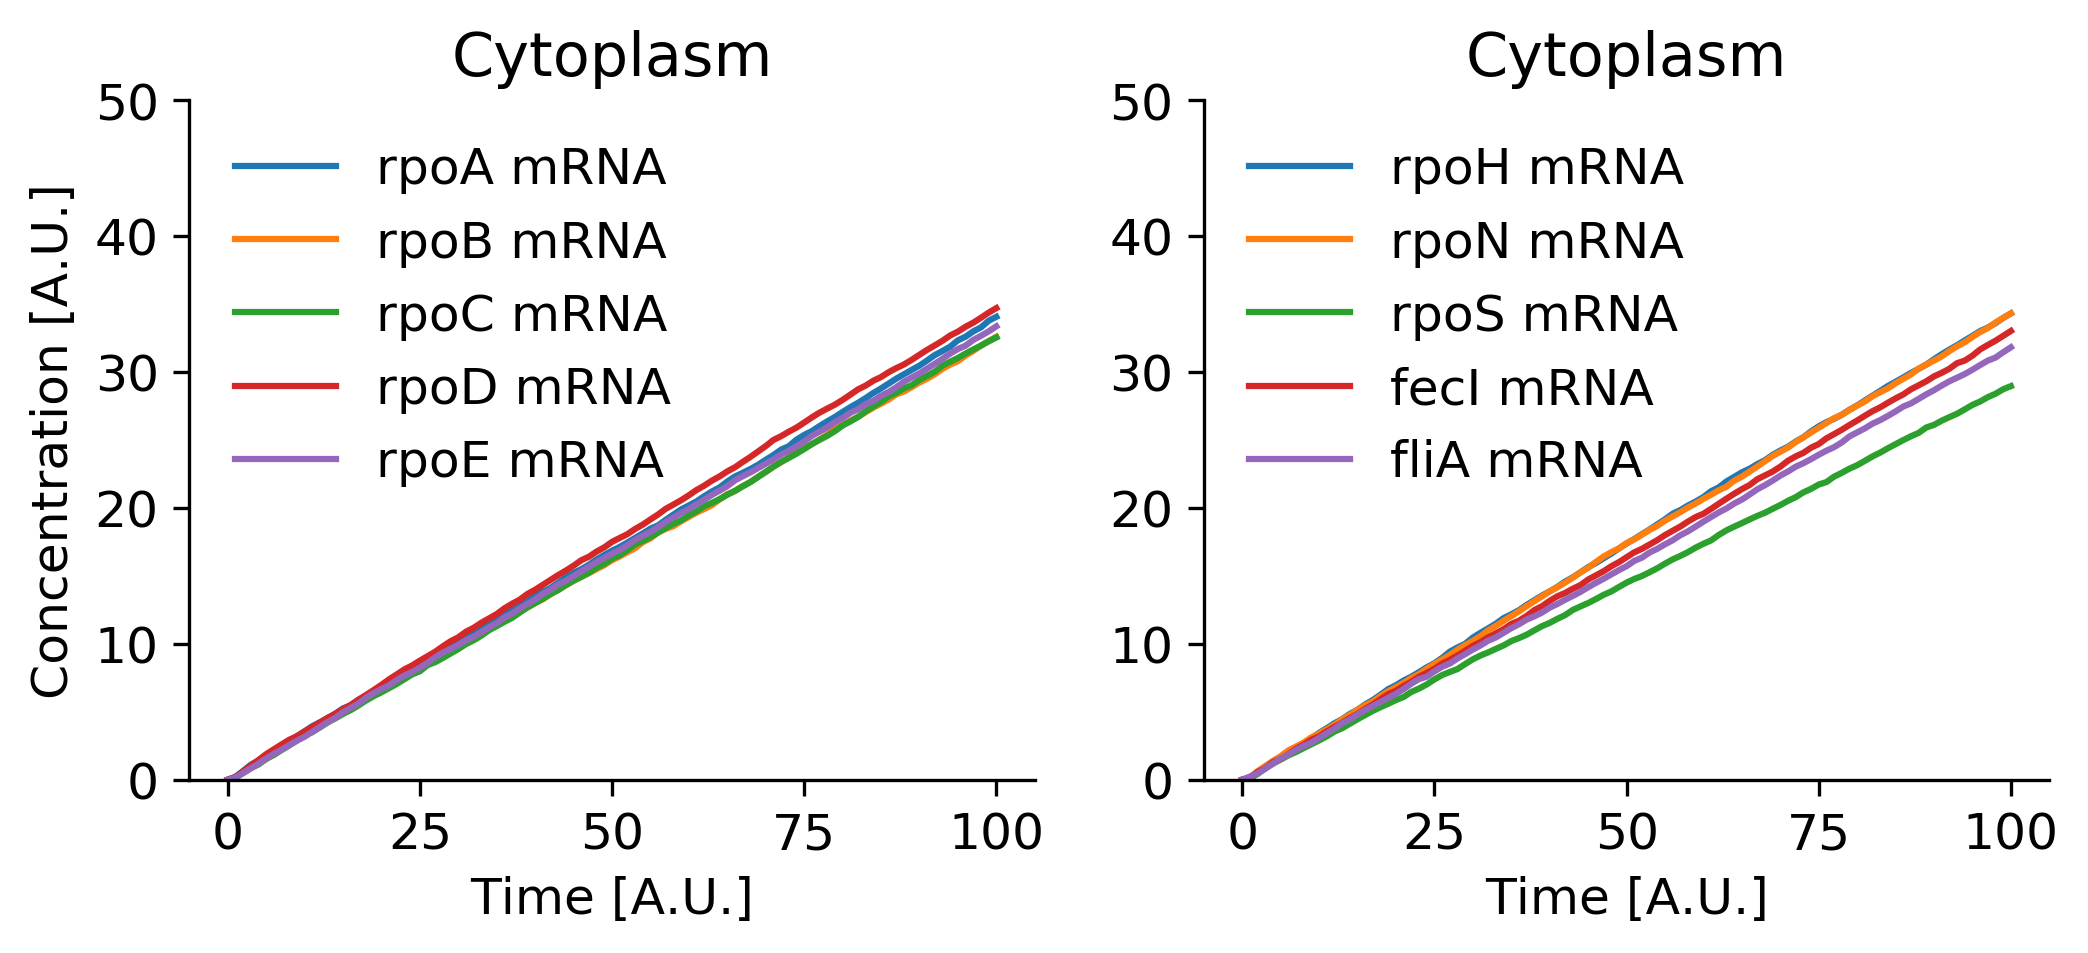 Cytoplasm
50
40
30
20
10
0
Concentration [A.U.]
rpoA mRNA
rpoB mRNA
rpoC mRNA
rpoD mRNA
rpoE mRNA
0 25 50 75 100
Time [A.U.]
Cytoplasm
50
40
30
20
10
0
rpoH mRNA
rpoN mRNA
rpoS mRNA
fecI mRNA
fliA mRNA
0 25 50 75 100
Time [A.U.]